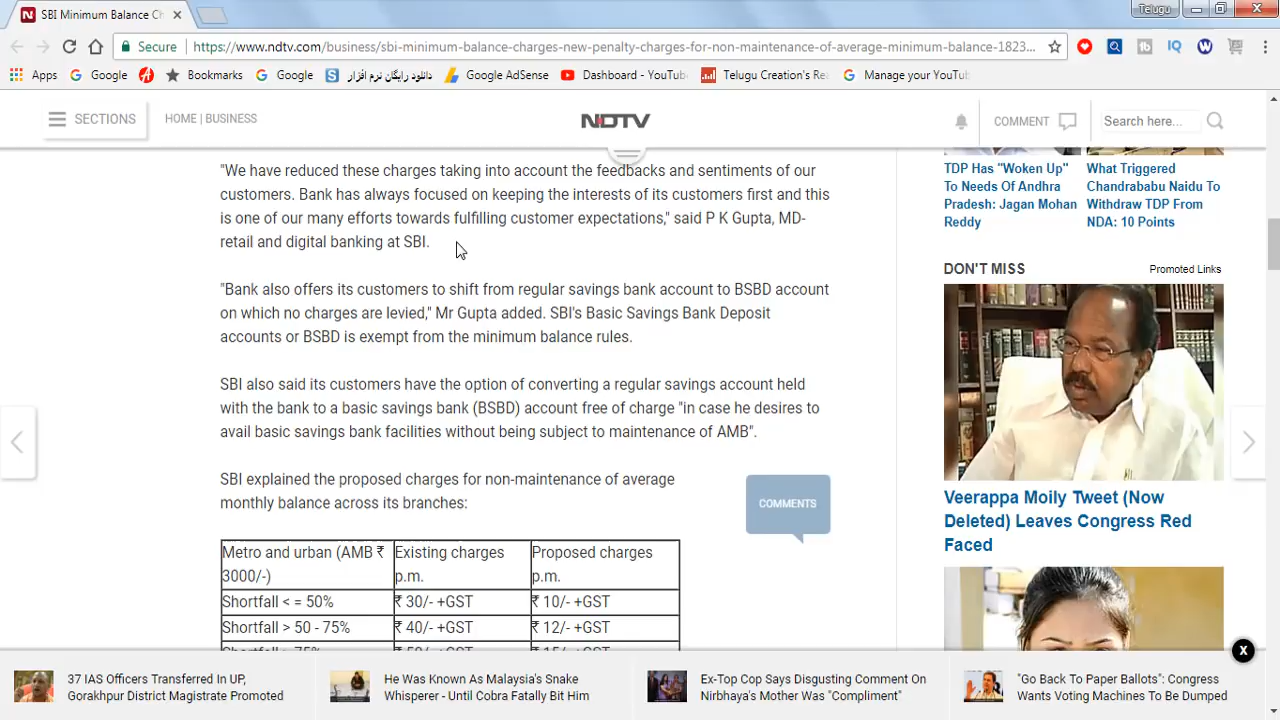 SBI Minimum Balance Ch
Telugu
Secure
https://www.ndtv.com/business/sbi-minimum-balance-charges-new-penalty-charges-for-non-maintenance-of-average-minimum-balance-1823...
Apps
Google
Bookmarks
Google
دانلود رایگان نرم افزار
Google AdSense
Dashboard - YouTub
Telugu Creation's Re
Manage your YouTu
SECTIONS
HOME | BUSINESS
NDTV
COMMENT
Search here...
"We have reduced these charges taking into account the feedbacks and sentiments of our
customers. Bank has always focused on keeping the interests of its customers first and this
is one of our many efforts towards fulfilling customer expectations," said P K Gupta, MD-
retail and digital banking at SBI.
"Bank also offers its customers to shift from regular savings bank account to BSBD account
on which no charges are levied," Mr Gupta added. SBI's Basic Savings Bank Deposit
accounts or BSBD is exempt from the minimum balance rules.
SBI also said its customers have the option of converting a regular savings account held
with the bank to a basic savings bank (BSBD) account free of charge "in case he desires to
avail basic savings bank facilities without being subject to maintenance of AMB".
SBI explained the proposed charges for non-maintenance of average
monthly balance across its branches:
COMMENTS
Metro and urban (AMB ₹ 3000/-)
Existing charges p.m.
Proposed charges p.m.
Shortfall < = 50%
₹ 30/- +GST
₹ 10/- +GST
Shortfall > 50 - 75%
₹ 40/- +GST
₹ 12/- +GST
TDP Has "Woken Up"
To Needs Of Andhra
Pradesh: Jagan Mohan
Reddy
What Triggered
Chandrababu Naidu To
Withdraw TDP From
NDA: 10 Points
DON'T MISS
Promoted Links
Veerappa Moily Tweet (Now
Deleted) Leaves Congress Red
Faced
37 IAS Officers Transferred In UP,
Gorakhpur District Magistrate Promoted
He Was Known As Malaysia's Snake
Whisperer - Until Cobra Fatally Bit Him
Ex-Top Cop Says Disgusting Comment On
Nirbhaya's Mother Was "Compliment"
"Go Back To Paper Ballots": Congress
Wants Voting Machines To Be Dumped
X